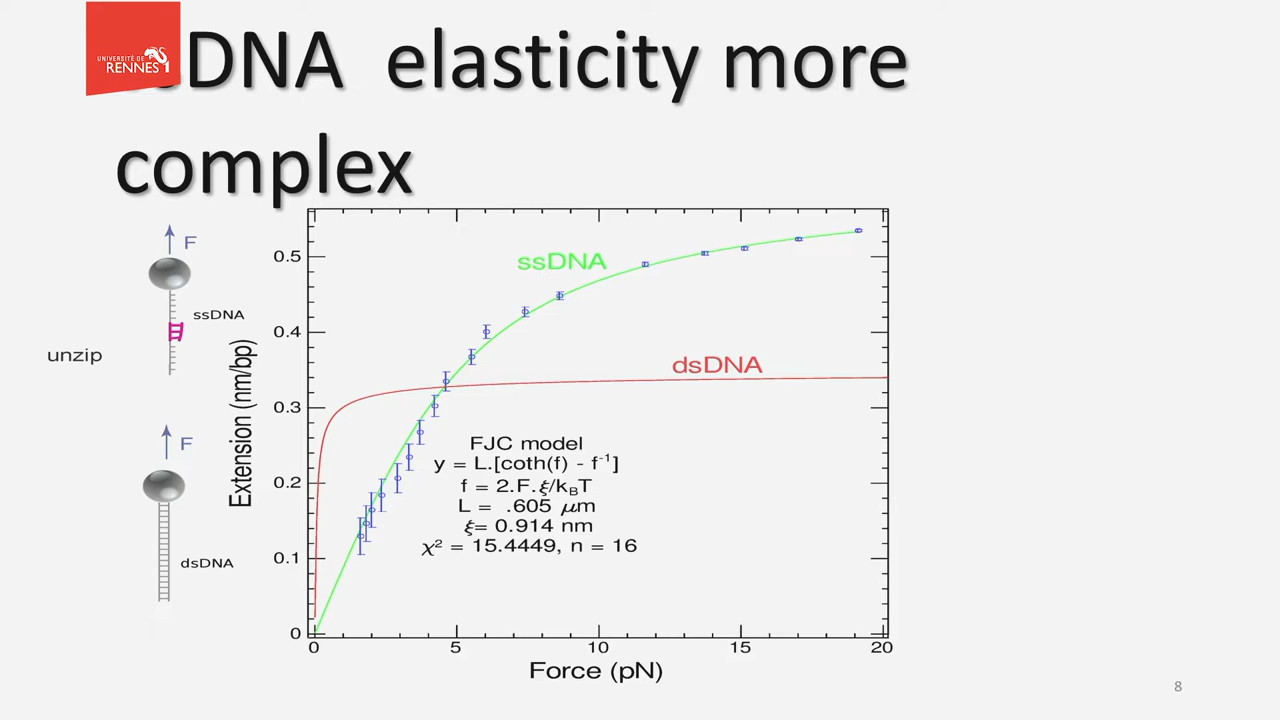 UNIVERSITÉ DE
RENNES 1
sDNA elasticity more
complex
F
ssDNA
unzip
F
dsDNA
Extension (nm/bp)
0.5
0.4
0.3
0.2
0.1
0
ssDNA
dsDNA
FJC model
y = L.[coth(f) - f⁻¹]
f = 2.F.ξ/k_BT
L = .605 μm
ξ= 0.914 nm
χ² = 15.4449, n = 16
0 5 10 15 20
Force (pN)
8